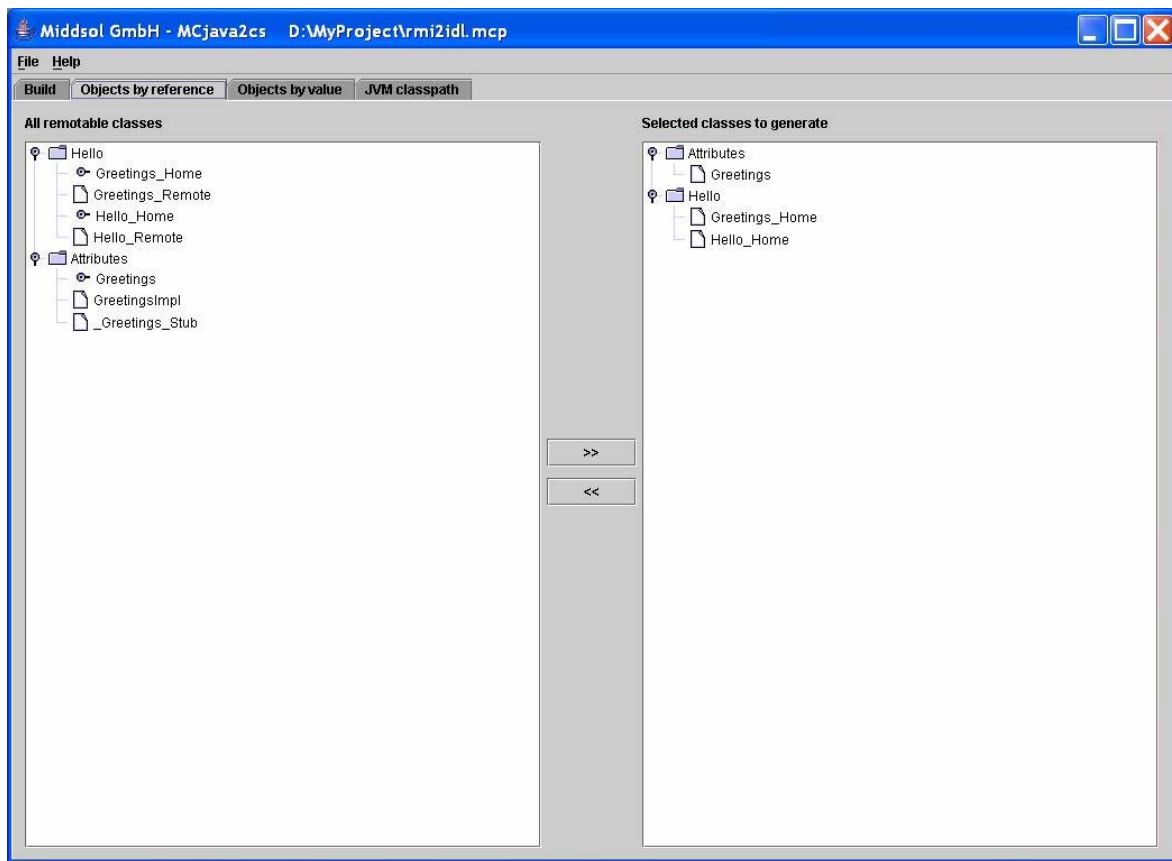 Middsol GmbH - MCjava2cs    D:\MyProject\rmi2idl.mcp
File  Help
Build  Objects by reference  Objects by value  JVM classpath
All remotable classes
Hello
Greetings_Home
Greetings_Remote
Hello_Home
Hello_Remote
Attributes
Greetings
GreetingsImpl
_Greetings_Stub
>>
<<
Selected classes to generate
Attributes
Greetings
Hello
Greetings_Home
Hello_Home